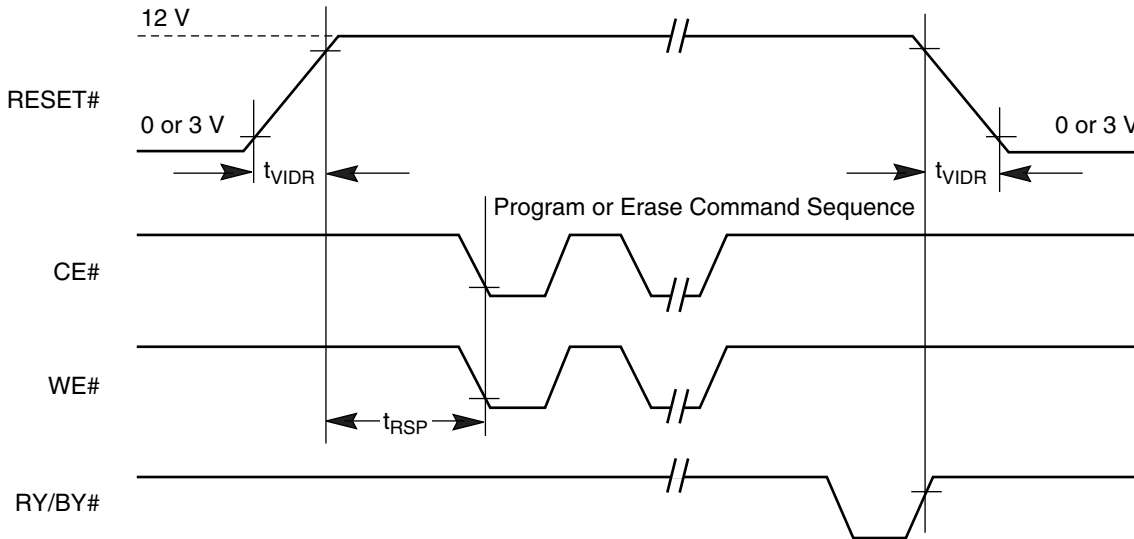 12 V
RESET#
0 or 3 V
0 or 3 V
tVIDR
tVIDR
Program or Erase Command Sequence
CE#
WE#
tRSP
RY/BY#